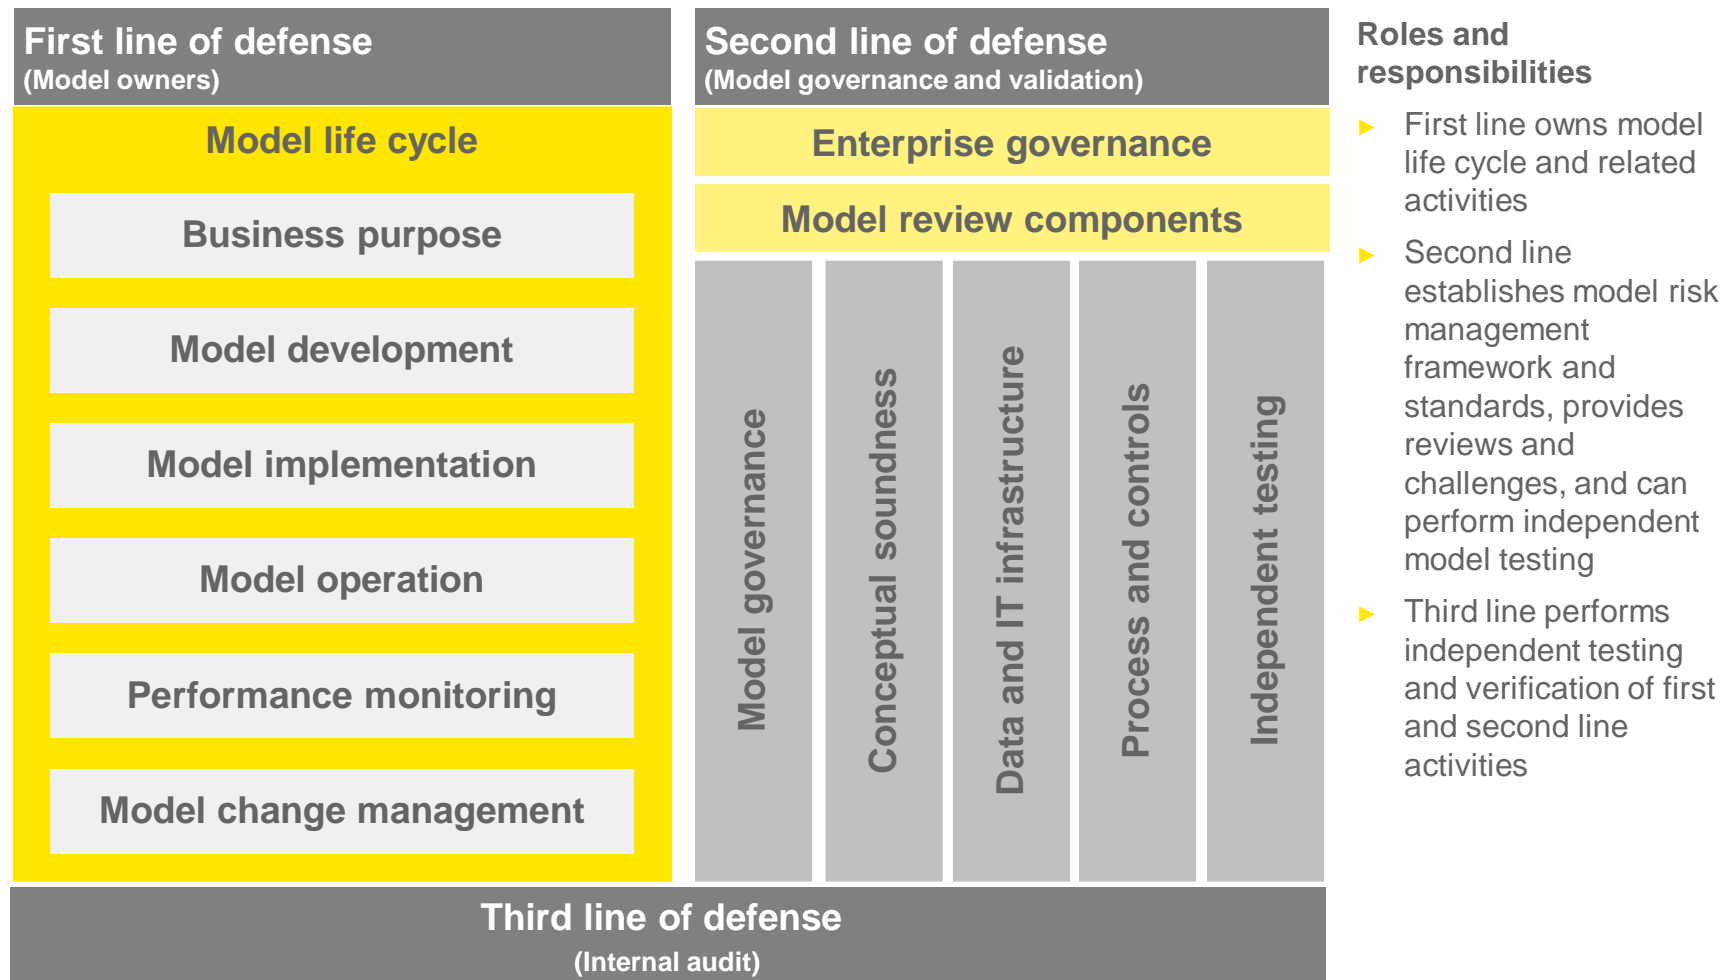 First line of defense
(Model owners)
Model life cycle
Business purpose
Model development
Model implementation
Model operation
Performance monitoring
Model change management
Second line of defense
(Model governance and validation)
Enterprise governance
Model review components
Model governance
Conceptual soundness
Data and IT infrastructure
Process and controls
Independent testing
Third line of defense
(Internal audit)
Roles and
responsibilities
► First line owns model
life cycle and related
activities
► Second line
establishes model risk
management
framework and
standards, provides
reviews and
challenges, and can
perform independent
model testing
► Third line performs
independent testing
and verification of first
and second line
activities